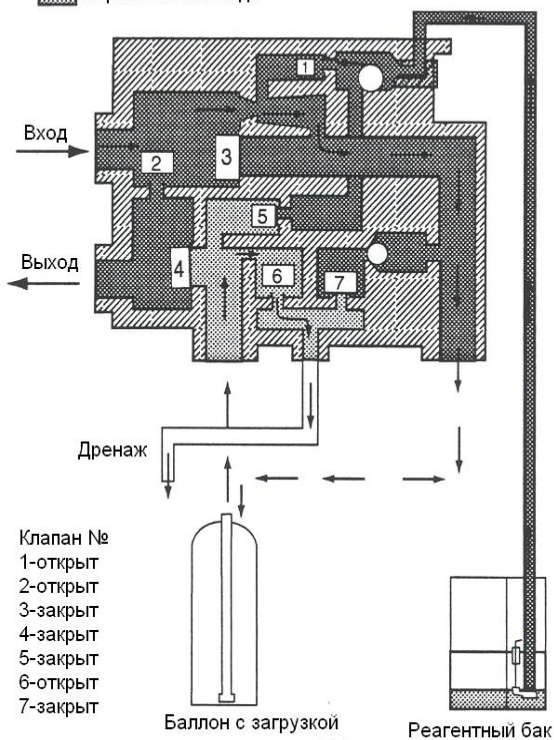 1
Вход
2
3
5
Выход
4
6
7
Дренаж
Клапан №
1-открыт
2-открыт
3-закрыт
4-закрыт
5-закрыт
6-открыт
7-закрыт
Баллон с загрузкой
Реагентный бак